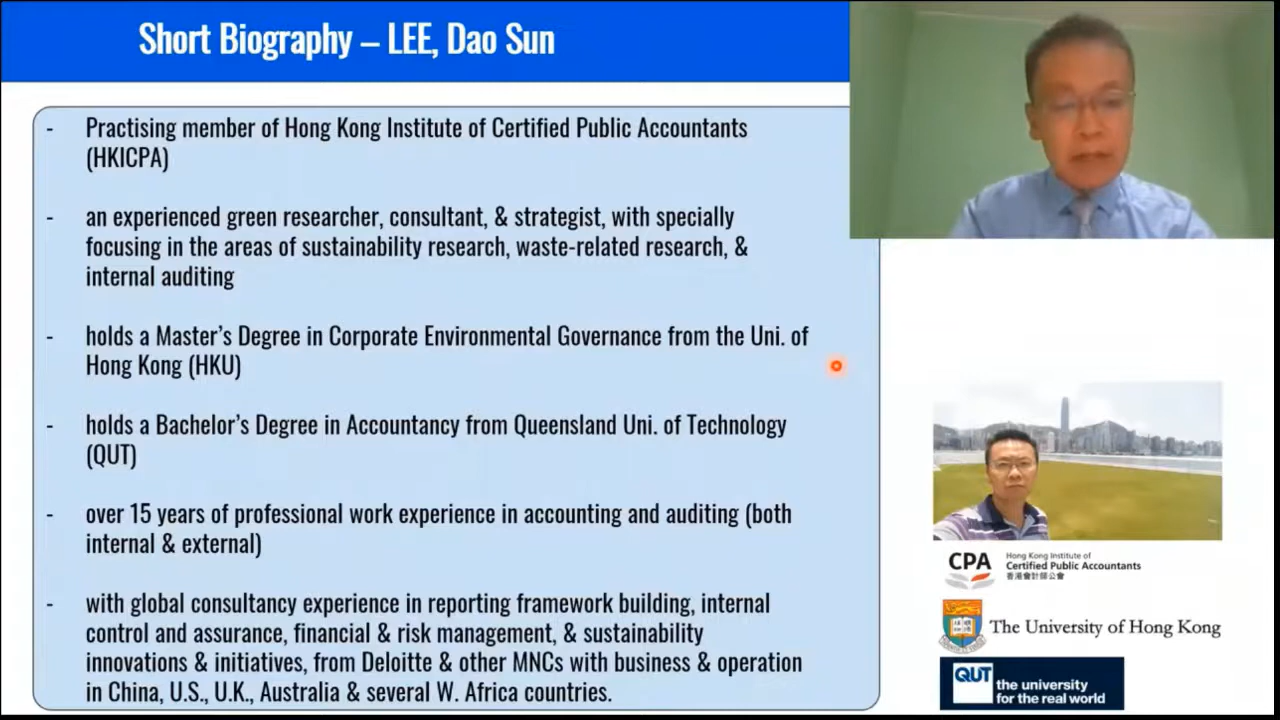 Short Biography – LEE, Dao Sun
- Practising member of Hong Kong Institute of Certified Public Accountants
(HKICPA)
- an experienced green researcher, consultant, & strategist, with specially
focusing in the areas of sustainability research, waste-related research, &
internal auditing
- holds a Master's Degree in Corporate Environmental Governance from the Uni. of
Hong Kong (HKU)
- holds a Bachelor's Degree in Accountancy from Queensland Uni. of Technology
(QUT)
- over 15 years of professional work experience in accounting and auditing (both
internal & external)
- with global consultancy experience in reporting framework building, internal
control and assurance, financial & risk management, & sustainability
innovations & initiatives, from Deloitte & other MNCs with business & operation
in China, U.S., U.K., Australia & several W. Africa countries.
CPA
Hong Kong Institute of
Certified Public Accountants
香港會計師公會
The University of Hong Kong
QUT
the university
for the real world